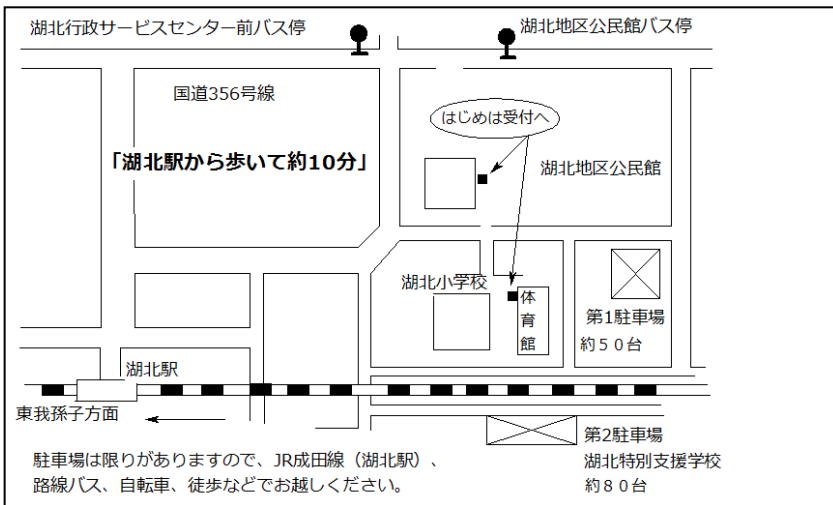 湖北行政サービスセンター前バス停
湖北地区公民館バス停
国道356号線
はじめは受付へ
「湖北駅から歩いて約10分」
湖北地区公民館
湖北小学校
体育館
第1駐車場
約５０台
湖北駅
東我孫子方面
第2駐車場
湖北特別支援学校
約８０台
駐車場は限りがありますので、JR成田線（湖北駅）、
路線バス、自転車、徒歩などでお越しください。